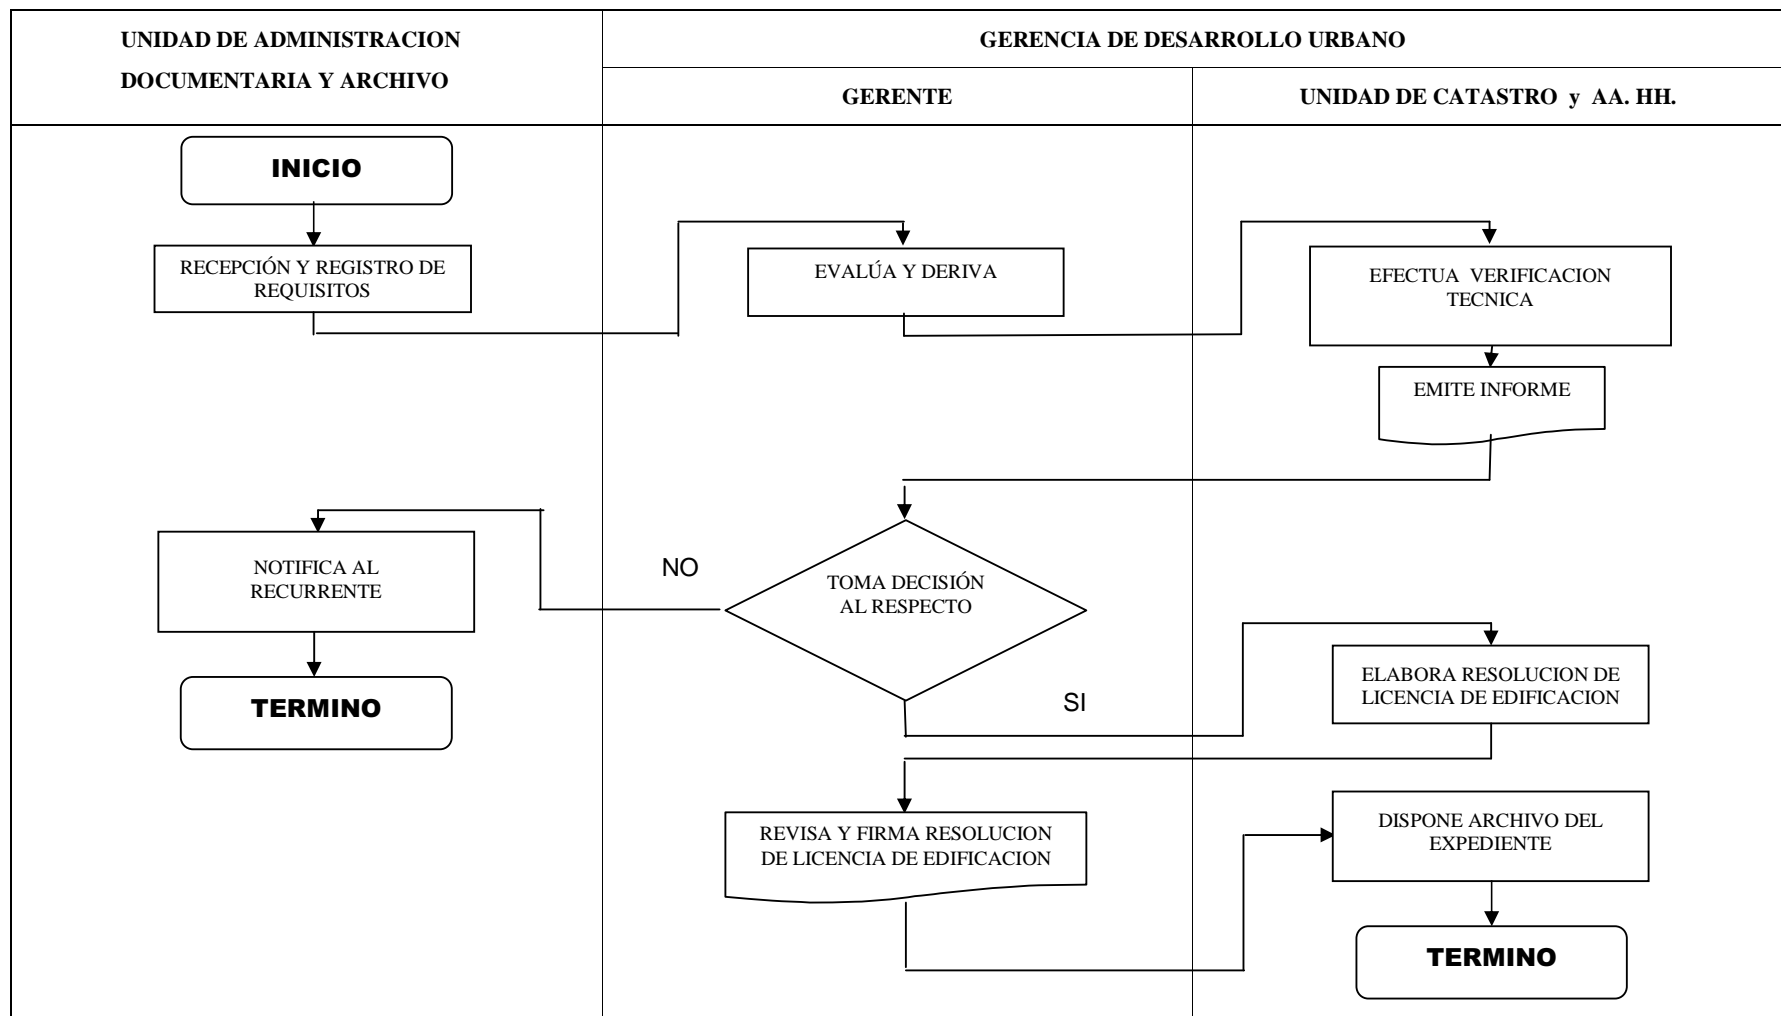 UNIDAD DE ADMINISTRACION
DOCUMENTARIA Y ARCHIVO
GERENCIA DE DESARROLLO URBANO
GERENTE
UNIDAD DE CATASTRO y AA. HH.
INICIO
RECEPCIÓN Y REGISTRO DE
REQUISITOS
EVALÚA Y DERIVA
EFECTUA VERIFICACION
TECNICA
EMITE INFORME
NOTIFICA AL
RECURRENTE
NO
TOMA DECISIÓN
AL RESPECTO
TERMINO
SI
ELABORA RESOLUCION DE
LICENCIA DE EDIFICACION
REVISA Y FIRMA RESOLUCION
DE LICENCIA DE EDIFICACION
DISPONE ARCHIVO DEL
EXPEDIENTE
TERMINO